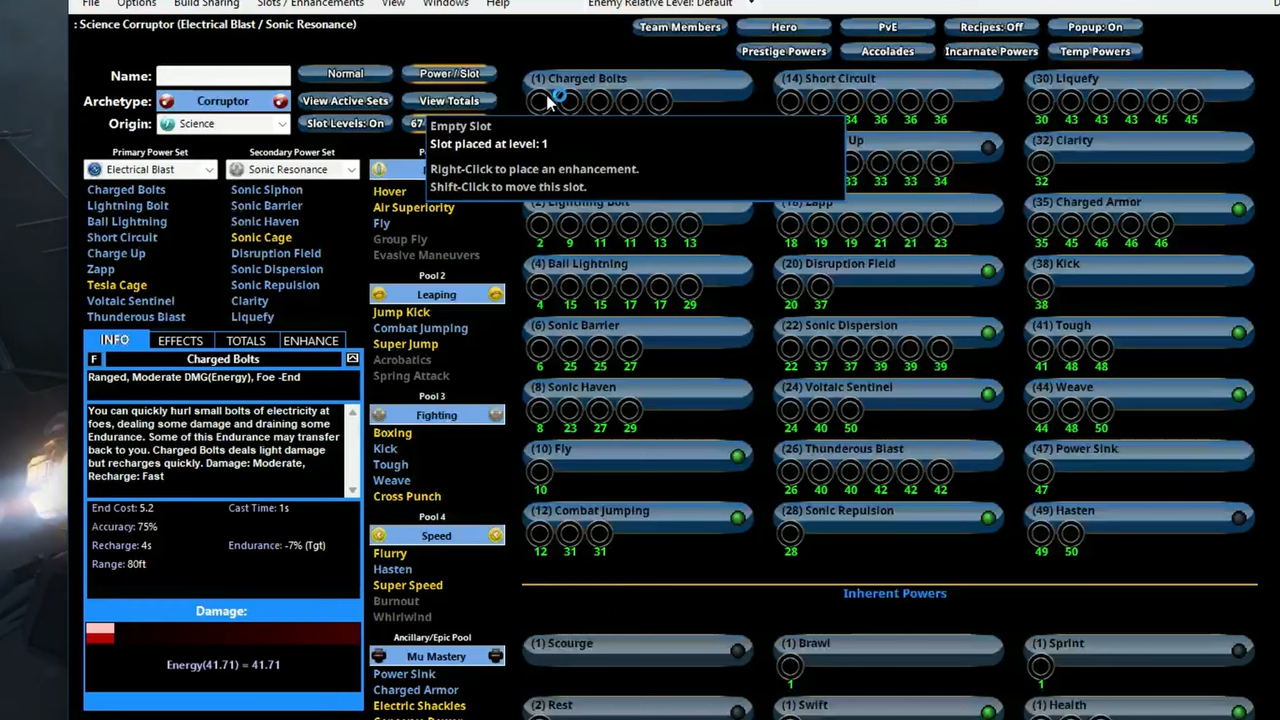 File Options Build Sharing Slots / Enhancements View Windows Help Enemy Relative Level: Default
: Science Corruptor (Electrical Blast / Sonic Resonance)
Team Members Hero PvE Recipes: Off Popup: On
Prestige Powers Accolades Incarnate Powers Temp Powers
Name: Normal Power / Slot
Archetype: Corruptor View Active Sets View Totals
Origin: Science Slot Levels: On 67
Primary Power Set Secondary Power Set
Electrical Blast Sonic Resonance
Charged Bolts Sonic Siphon
Lightning Bolt Sonic Barrier
Ball Lightning Sonic Haven
Short Circuit Sonic Cage
Charge Up Disruption Field
Zapp Sonic Dispersion
Tesla Cage Sonic Repulsion
Voltaic Sentinel Clarity
Thunderous Blast Liquefy
INFO EFFECTS TOTALS ENHANCE
F Charged Bolts
Ranged, Moderate DMG(Energy), Foe -End
You can quickly hurl small bolts of electricity at
foes, dealing some damage and draining some
Endurance. Some of this Endurance may transfer
back to you. Charged Bolts deals light damage
but recharges quickly. Damage: Moderate,
Recharge: Fast
End Cost: 5.2 Cast Time: 1s
Accuracy: 75%
Recharge: 4s Endurance: -7% (Tgt)
Range: 80ft
Damage:
Energy(41.71) = 41.71
Hover
Air Superiority
Fly
Group Fly
Evasive Maneuvers
Pool 2
Leaping
Jump Kick
Combat Jumping
Super Jump
Acrobatics
Spring Attack
Pool 3
Fighting
Boxing
Kick
Tough
Weave
Cross Punch
Pool 4
Speed
Flurry
Hasten
Super Speed
Burnout
Whirlwind
Ancillary/Epic Pool
Mu Mastery
Power Sink
Charged Armor
Electric Shackles
Empty Slot
Slot placed at level: 1
Right-Click to place an enhancement.
Shift-Click to move this slot.
(1) Charged Bolts
2 9 11 11 13 13
(4) Ball Lightning
4 15 15 17 17 29
(6) Sonic Barrier
6 25 25 27
(8) Sonic Haven
8 23 27 29
(10) Fly
10
(12) Combat Jumping
12 31 31
(14) Short Circuit
34 36 36 36
Up
33 33 34
(18) Zapp
18 19 19 21 21 23
(20) Disruption Field
20 37
(22) Sonic Dispersion
22 37 37 39 39 39
(24) Voltaic Sentinel
24 40 50
(26) Thunderous Blast
26 40 40 42 42 42
(28) Sonic Repulsion
28
(30) Liquefy
30 43 43 43 45 45
(32) Clarity
32
(35) Charged Armor
35 45 46 46 46
(38) Kick
38
(41) Tough
41 48 48
(44) Weave
44 48 50
(47) Power Sink
47
(49) Hasten
49 50
Inherent Powers
(1) Scourge (1) Brawl (1) Sprint
1 1
(2) Rest (1) Swift (1) Health